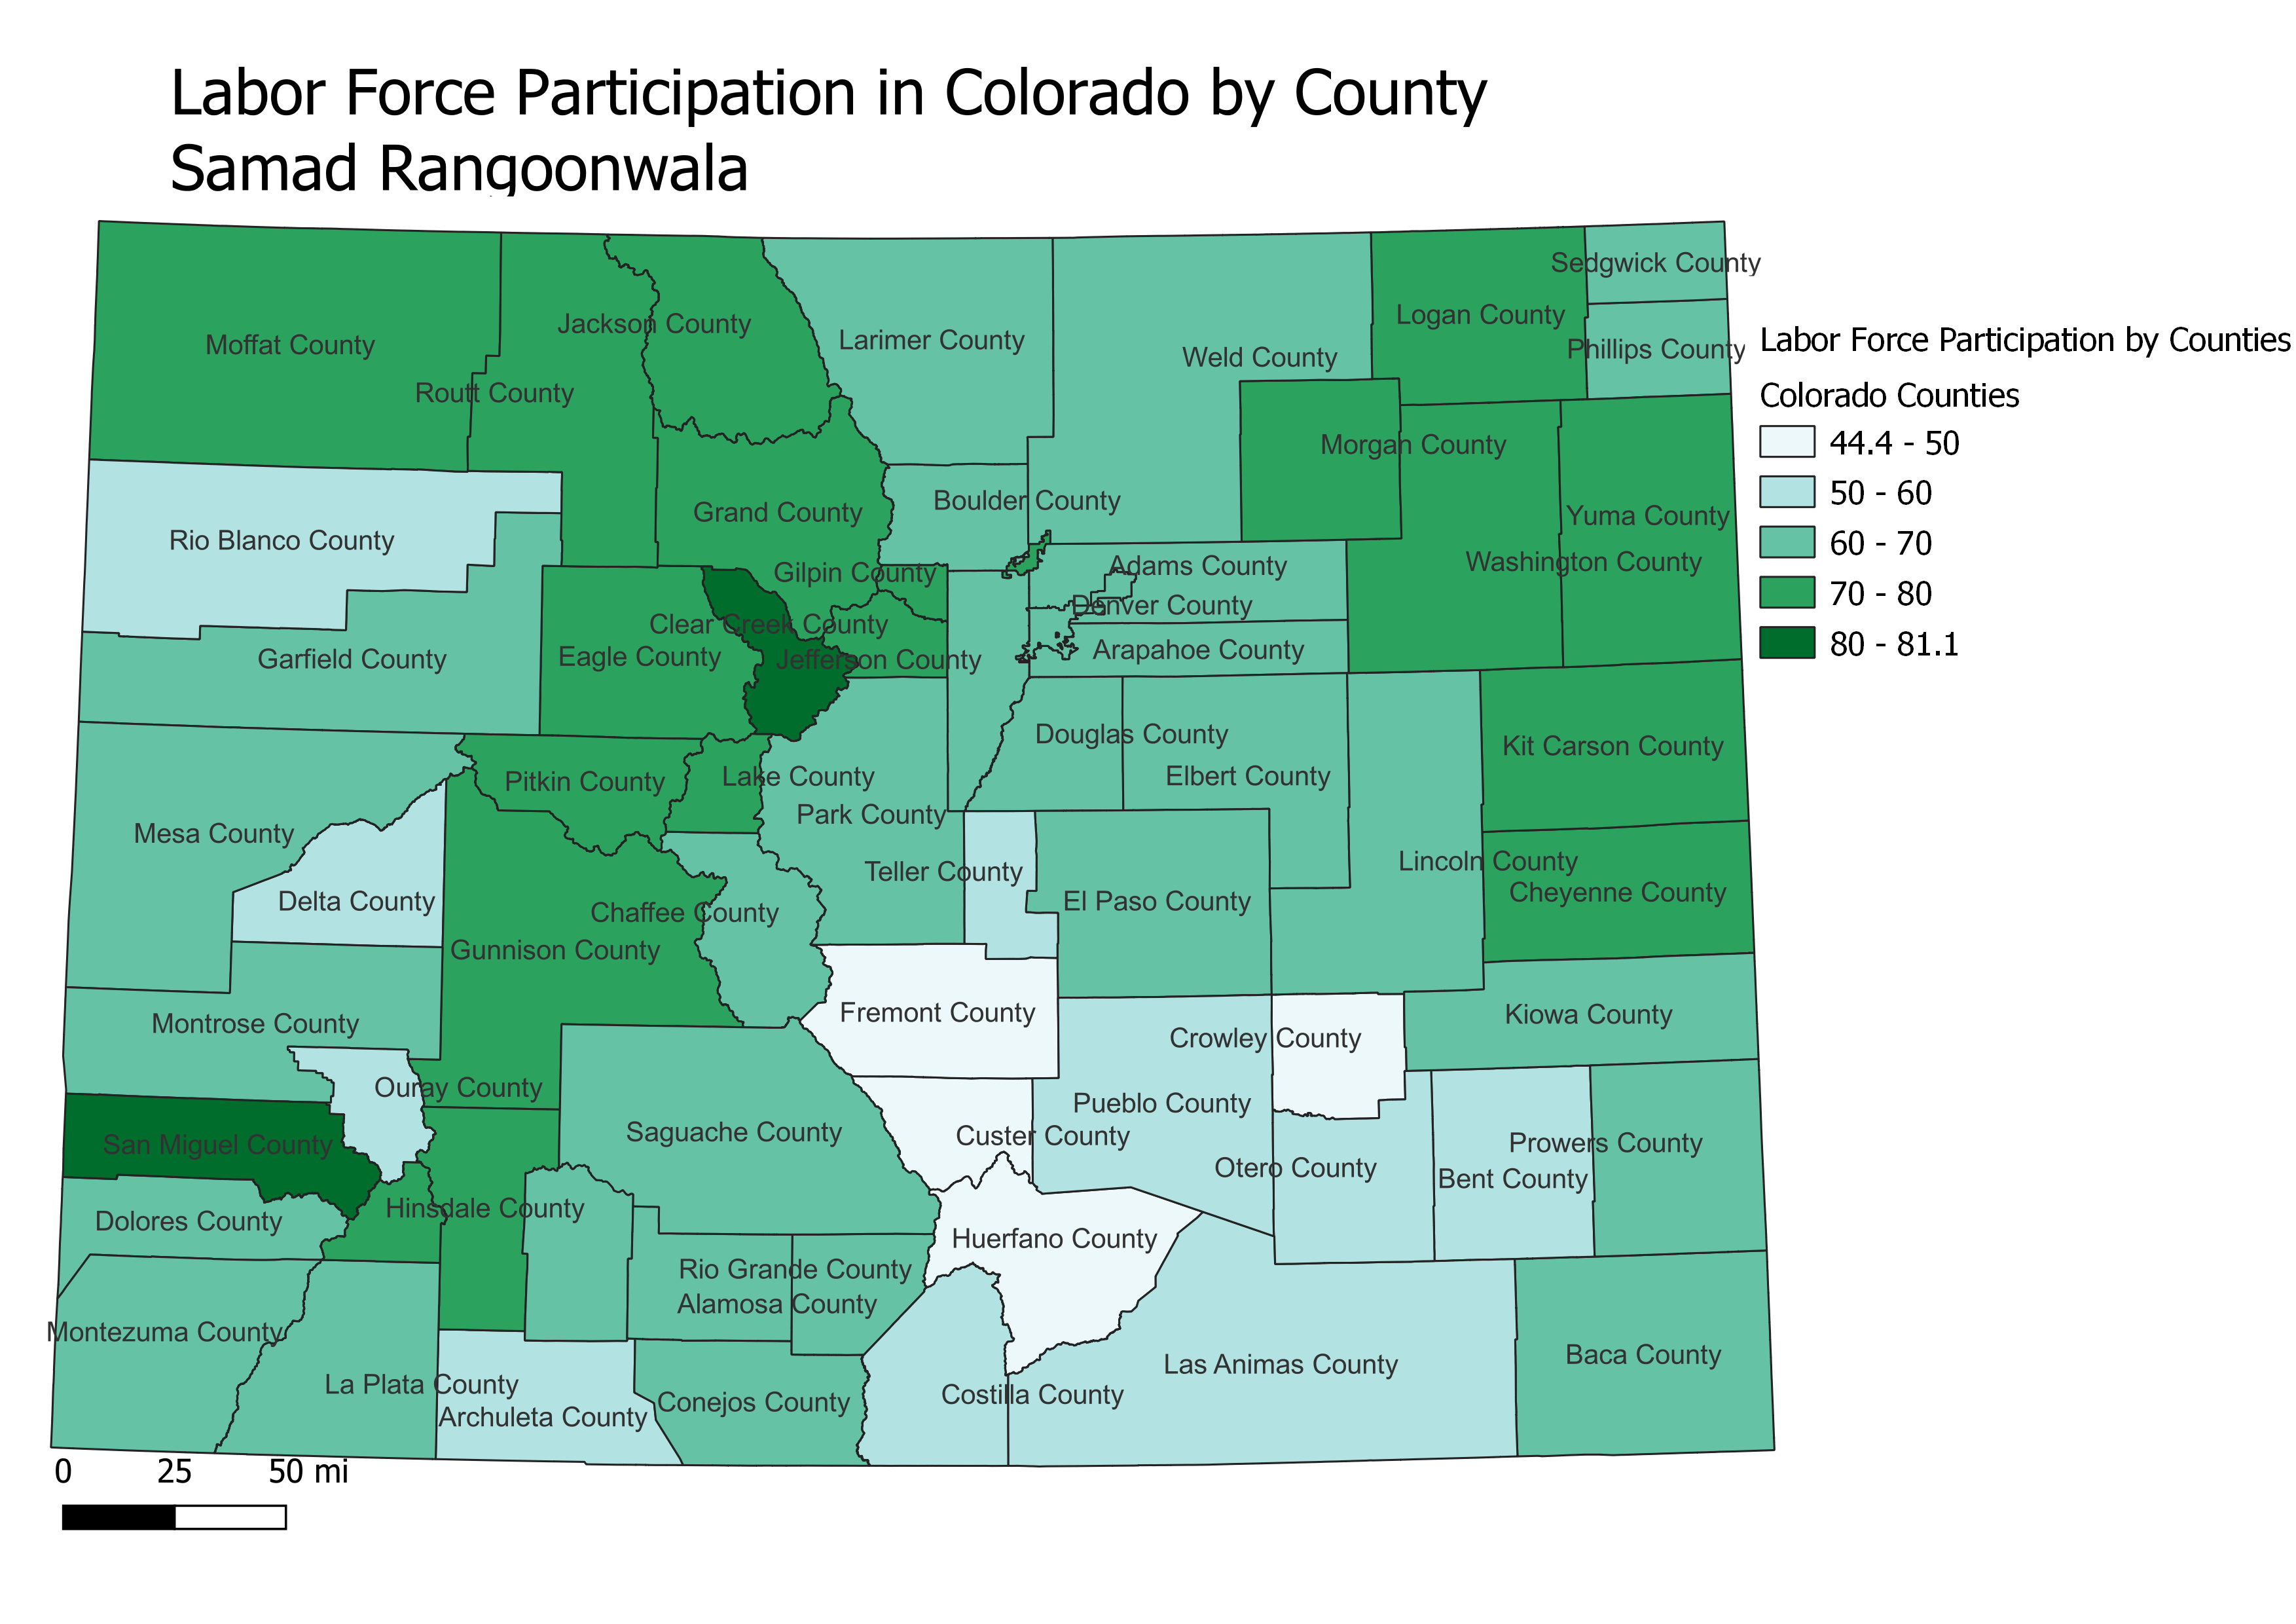 Labor Force Participation in Colorado by County
Samad Rangoonwala
Sedgwick County
Logan County
Jackson County
Larimer County
Moffat County
Phillips County
Weld County
Routt County
Morgan County
Boulder County
Grand County
Yuma County
Rio Blanco County
Washington County
Adams County
Gilpin County
Denver County
Clear Creek County
Arapahoe County
Eagle County
Jefferson County
Garfield County
Douglas County
Kit Carson County
Lake County
Elbert County
Pitkin County
Park County
Mesa County
Lincoln County
Teller County
Cheyenne County
Delta County
El Paso County
Chaffee County
Gunnison County
Fremont County
Kiowa County
Montrose County
Crowley County
Ouray County
Pueblo County
Saguache County
Custer County
Prowers County
San Miguel County
Otero County
Bent County
Hinsdale County
Dolores County
Huerfano County
Rio Grande County
Alamosa County
Montezuma County
Baca County
Las Animas County
La Plata County
Costilla County
Conejos County
Archuleta County
Labor Force Participation by Counties
Colorado Counties
44.4 - 50
50 - 60
60 - 70
70 - 80
80 - 81.1
0 25 50 mi